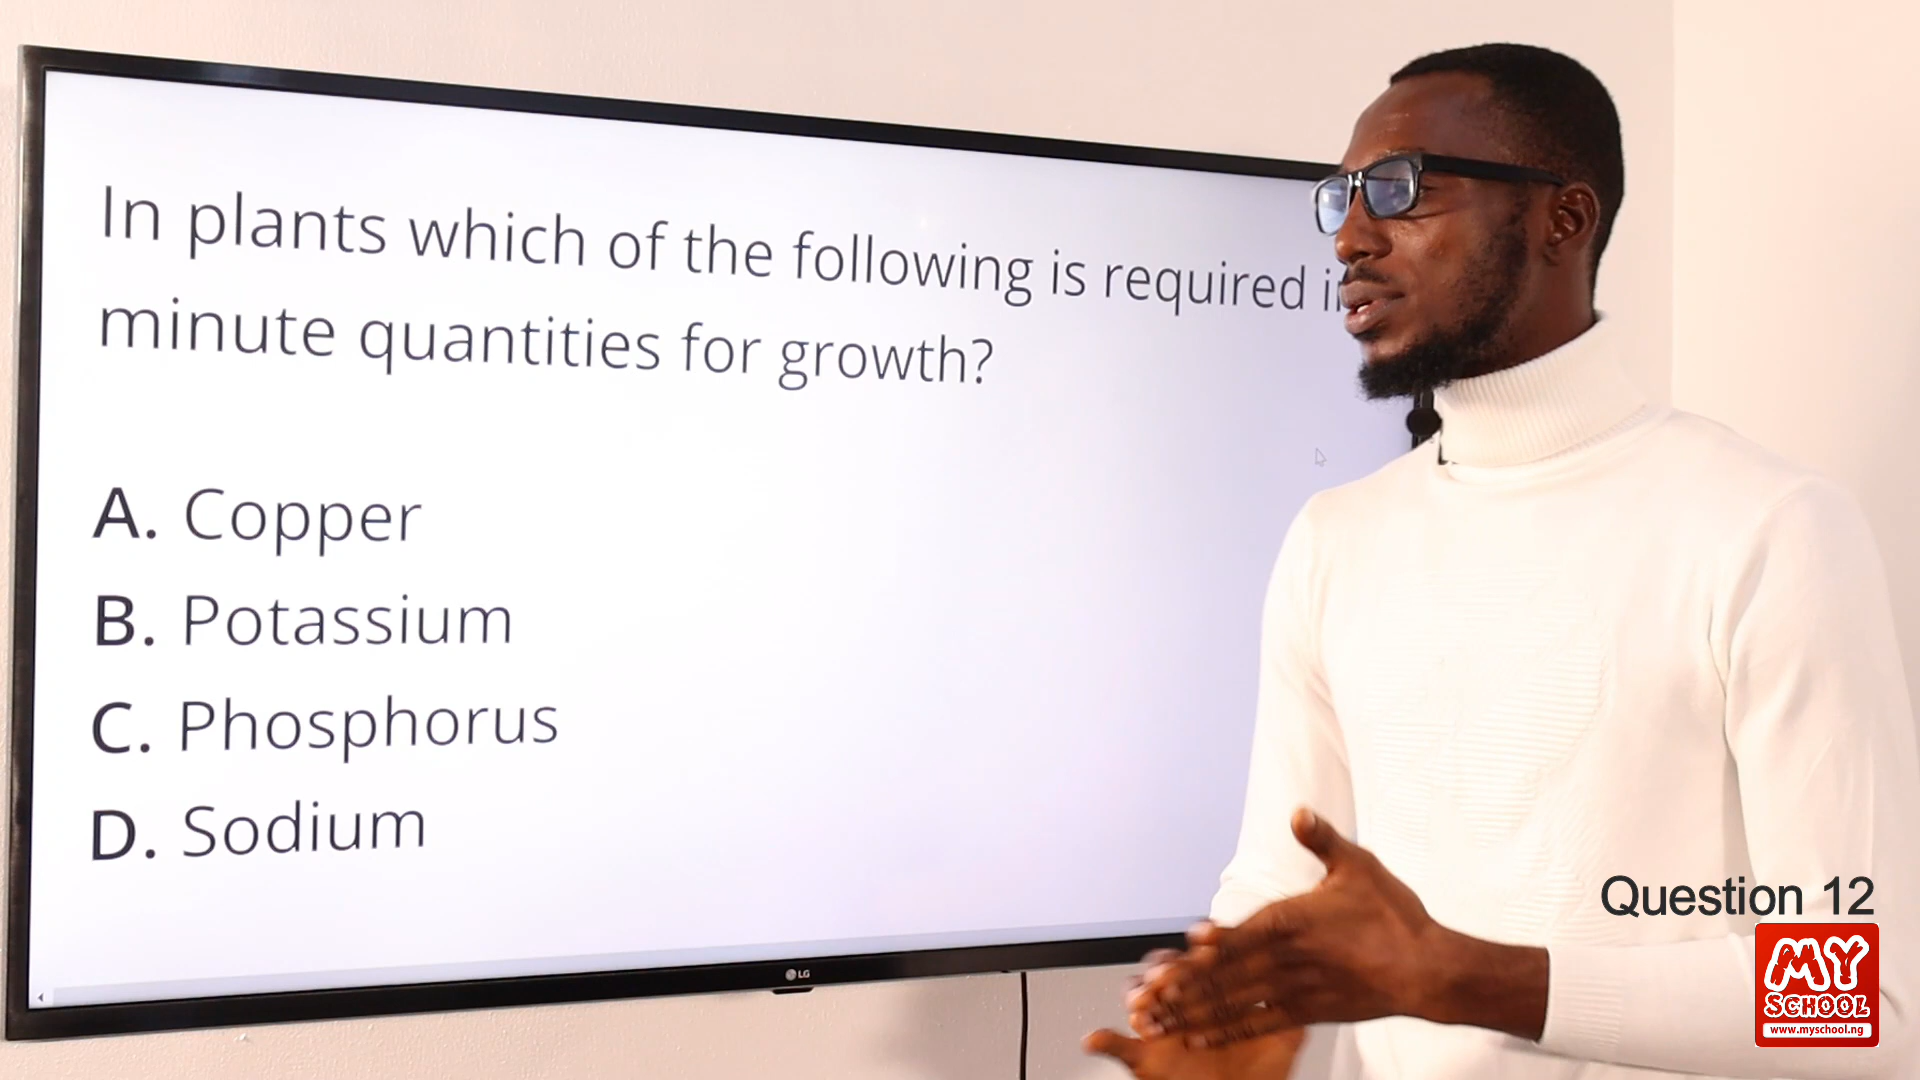 In plants which of the following is required
minute quantities for growth?
A. Copper
B. Potassium
C. Phosphorus
D. Sodium
LG
Question 12
MY
SCHOOL
www.myschool.ng